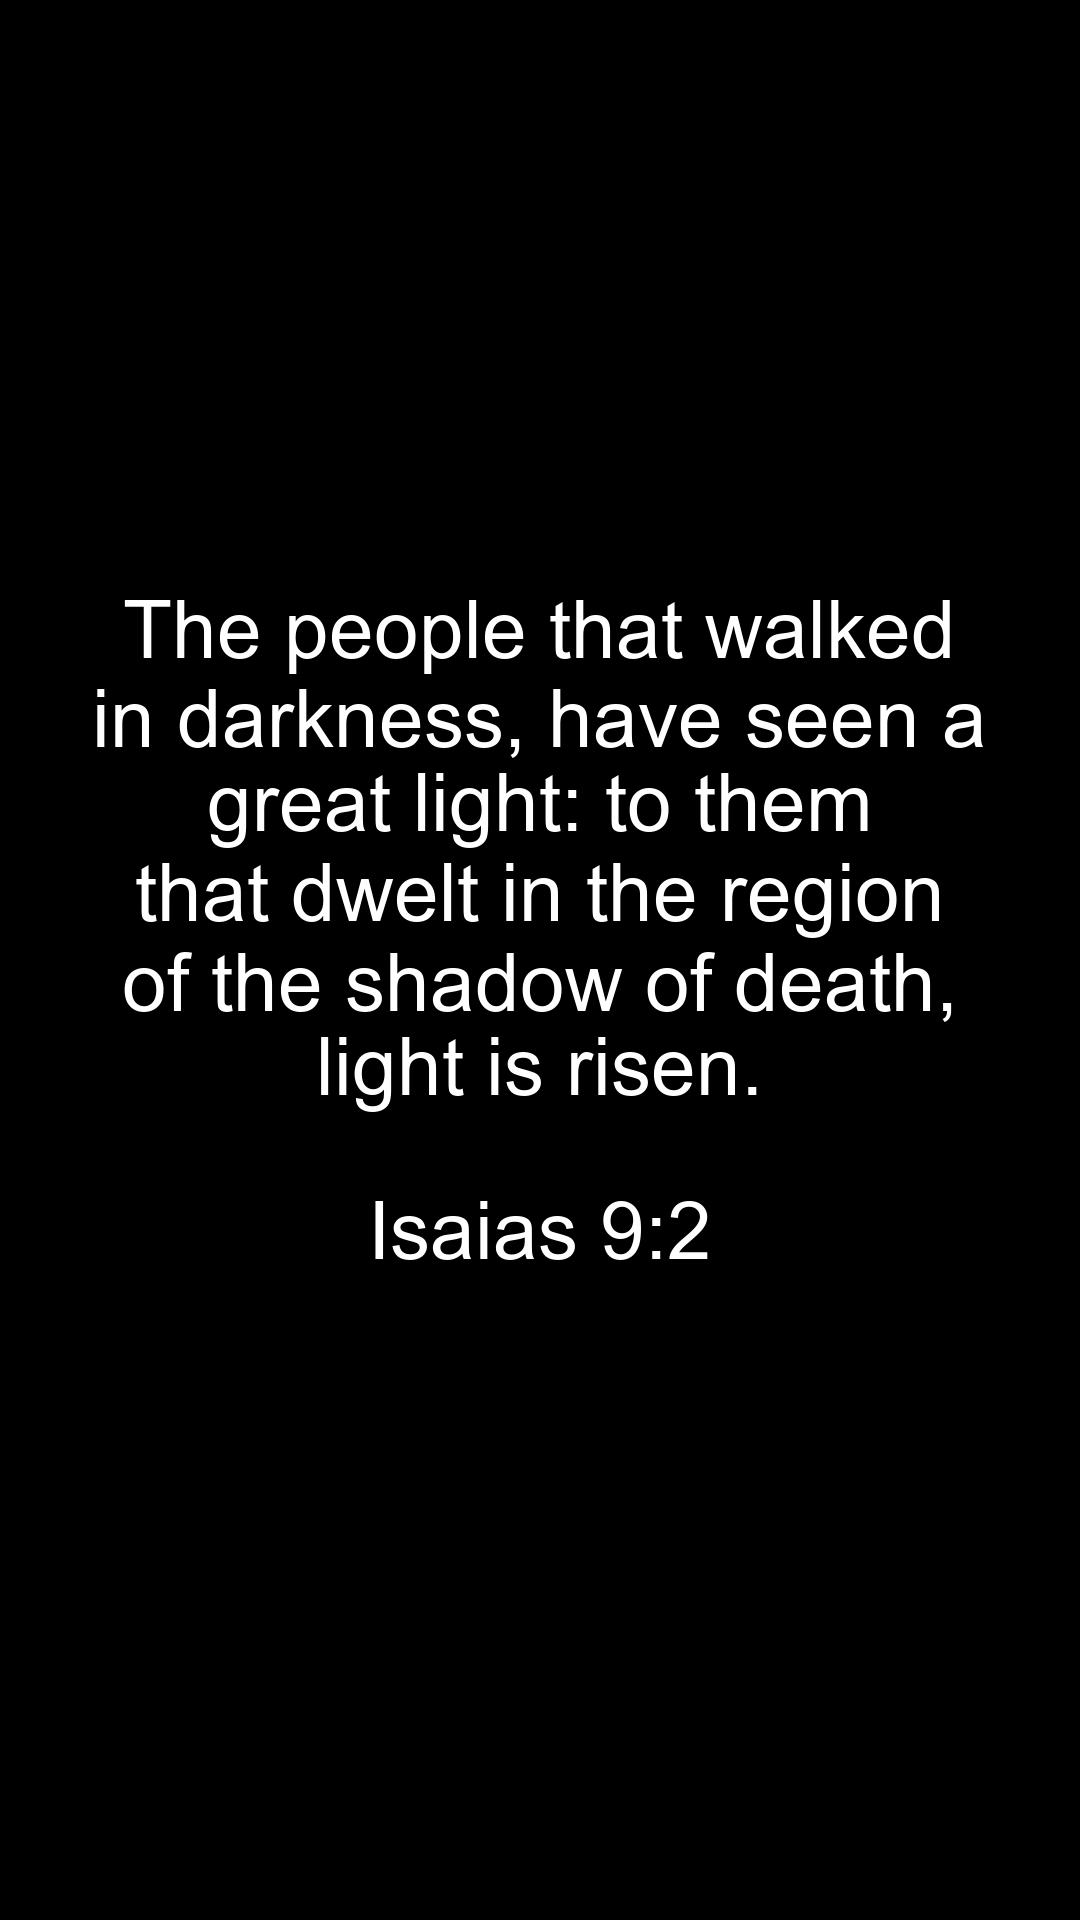 The people that walked
in darkness, have seen a
great light: to them
that dwelt in the region
of the shadow of death,
light is risen.
Isaias 9:2